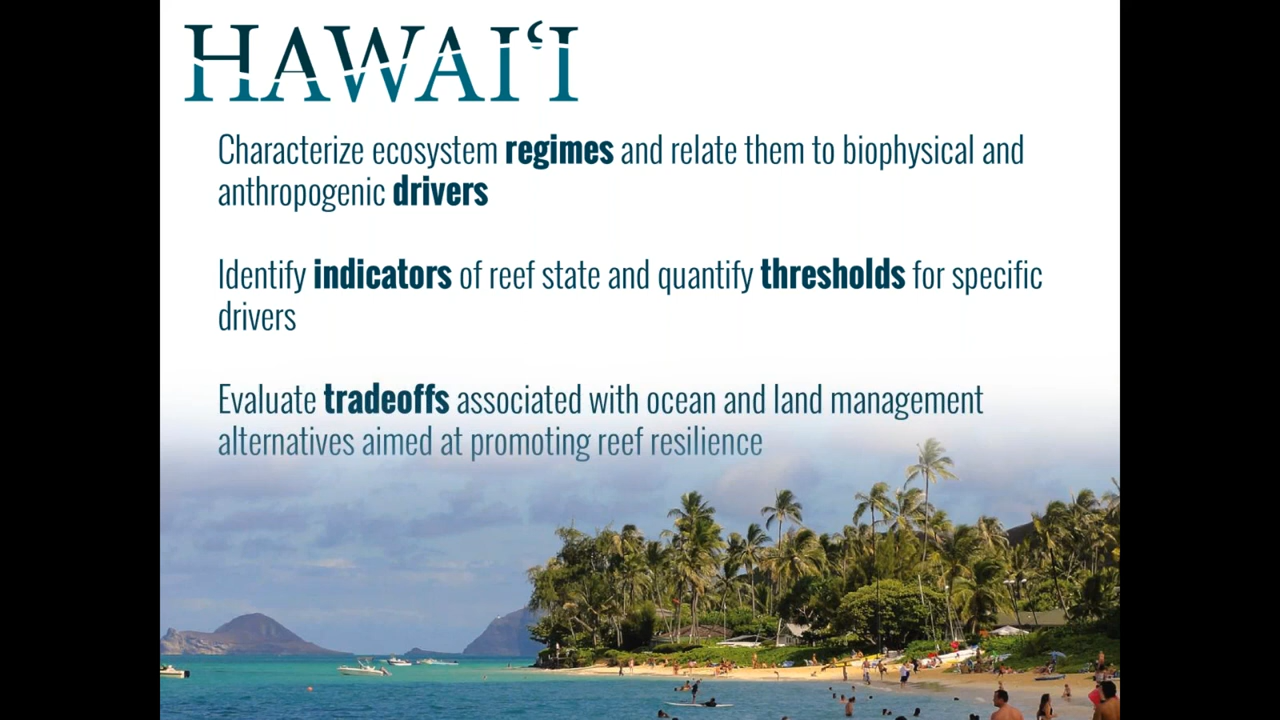 HAWAIʻI
Characterize ecosystem regimes and relate them to biophysical and
anthropogenic drivers
Identify indicators of reef state and quantify thresholds for specific
drivers
Evaluate tradeoffs associated with ocean and land management
alternatives aimed at promoting reef resilience